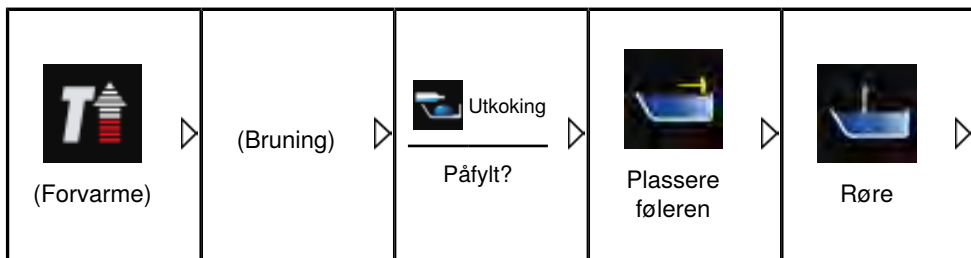 (Forvarme)
(Bruning)
Utkoking
Påfylt?
Plassere
føleren
Røre